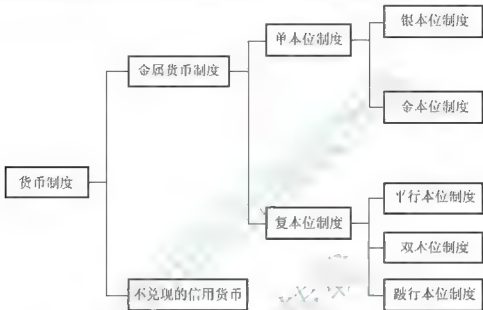 银本位制度
单本位制度
金属货币制度
金本位制度
货币制度
平行本位制度
复本位制度
双本位制度
不兑现的信用货币
跛行本位制度